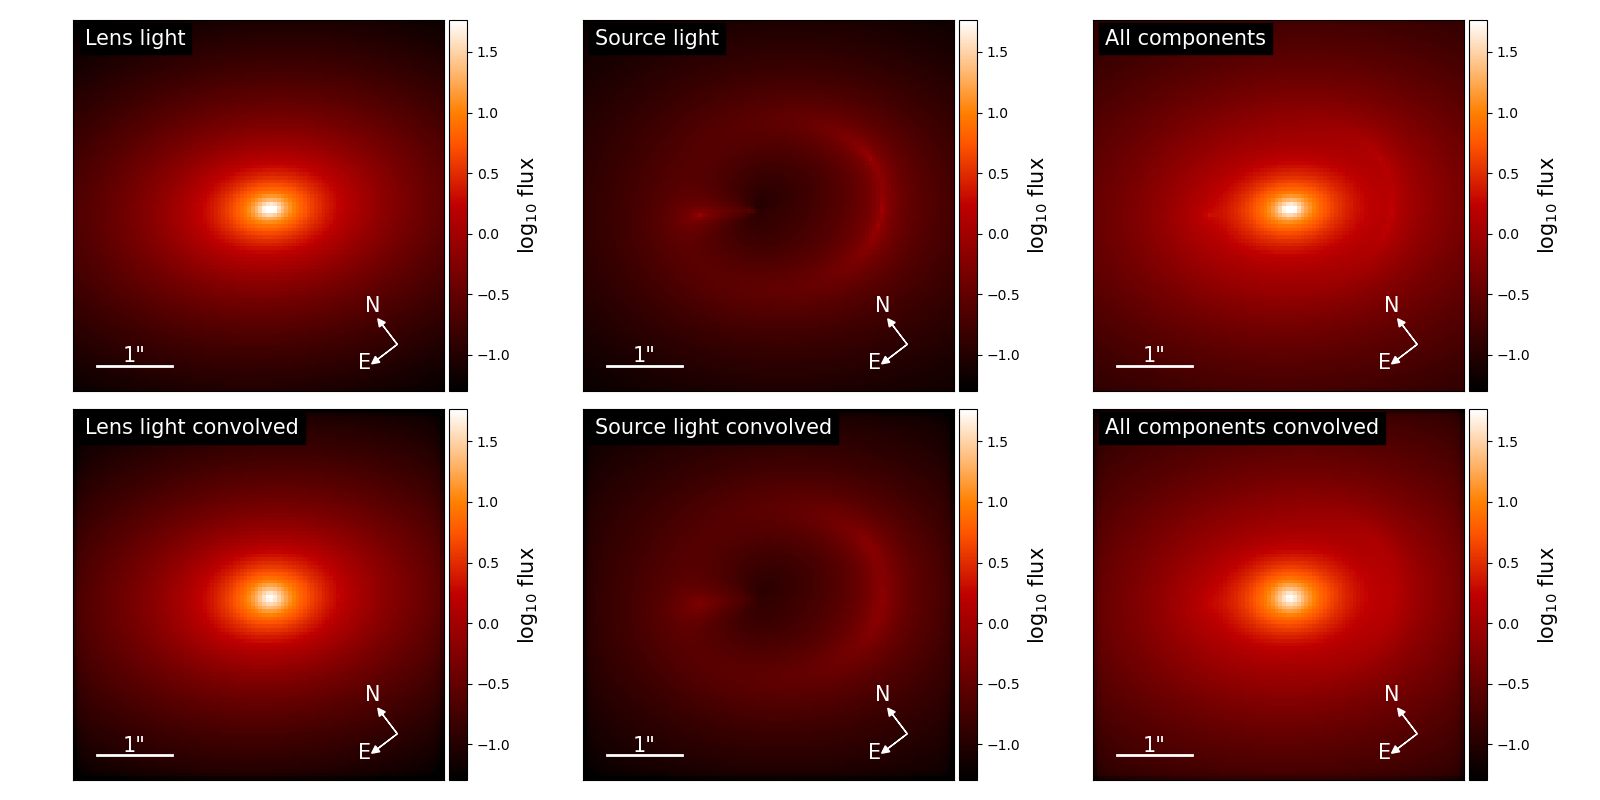 Lens light
1"
N
E
1.5
1.0
0.5
0.0
−0.5
−1.0
log10 flux
Source light
1"
N
E
1.5
1.0
0.5
0.0
−0.5
−1.0
log10 flux
All components
1"
N
E
1.5
1.0
0.5
0.0
−0.5
−1.0
log10 flux
Lens light convolved
1"
N
E
1.5
1.0
0.5
0.0
−0.5
−1.0
log10 flux
Source light convolved
1"
N
E
1.5
1.0
0.5
0.0
−0.5
−1.0
log10 flux
All components convolved
1"
N
E
1.5
1.0
0.5
0.0
−0.5
−1.0
log10 flux